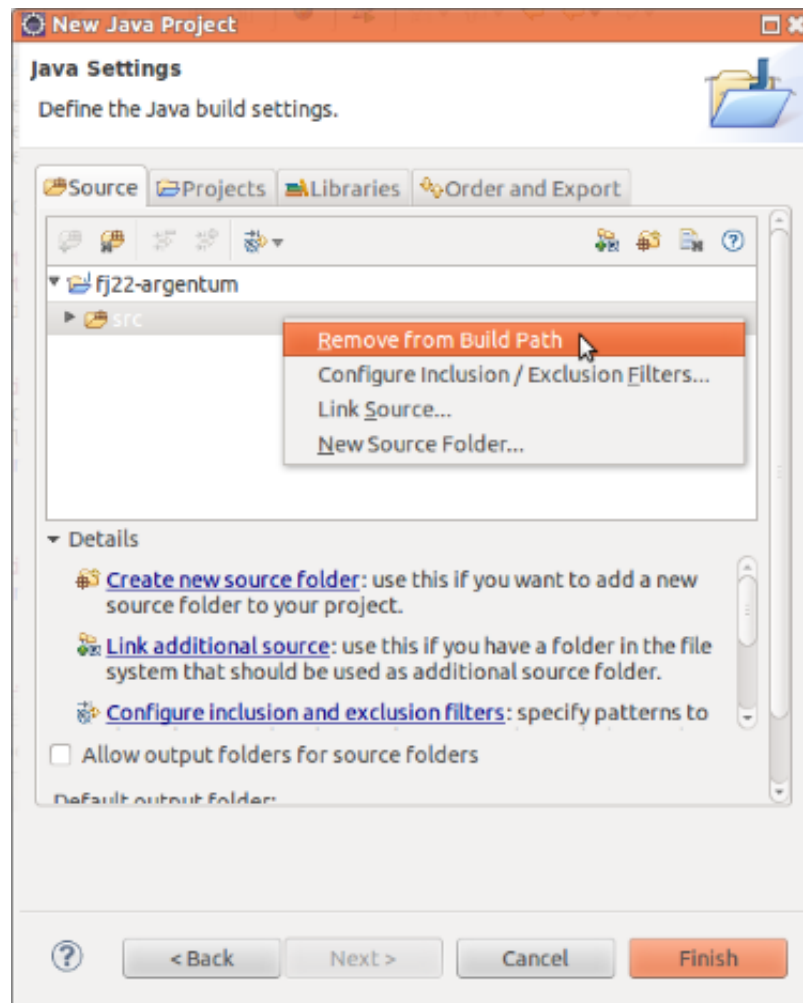 New Java Project
Java Settings
Define the Java build settings.
Source Projects Libraries Order and Export
fj22-argentum
src
Remove from Build Path
Configure Inclusion / Exclusion Filters...
Link Source...
New Source Folder...
Details
Create new source folder: use this if you want to add a new
source folder to your project.
Link additional source: use this if you have a folder in the file
system that should be used as additional source folder.
Configure inclusion and exclusion filters: specify patterns to
Allow output folders for source folders
Default output folder:
< Back Next > Cancel Finish